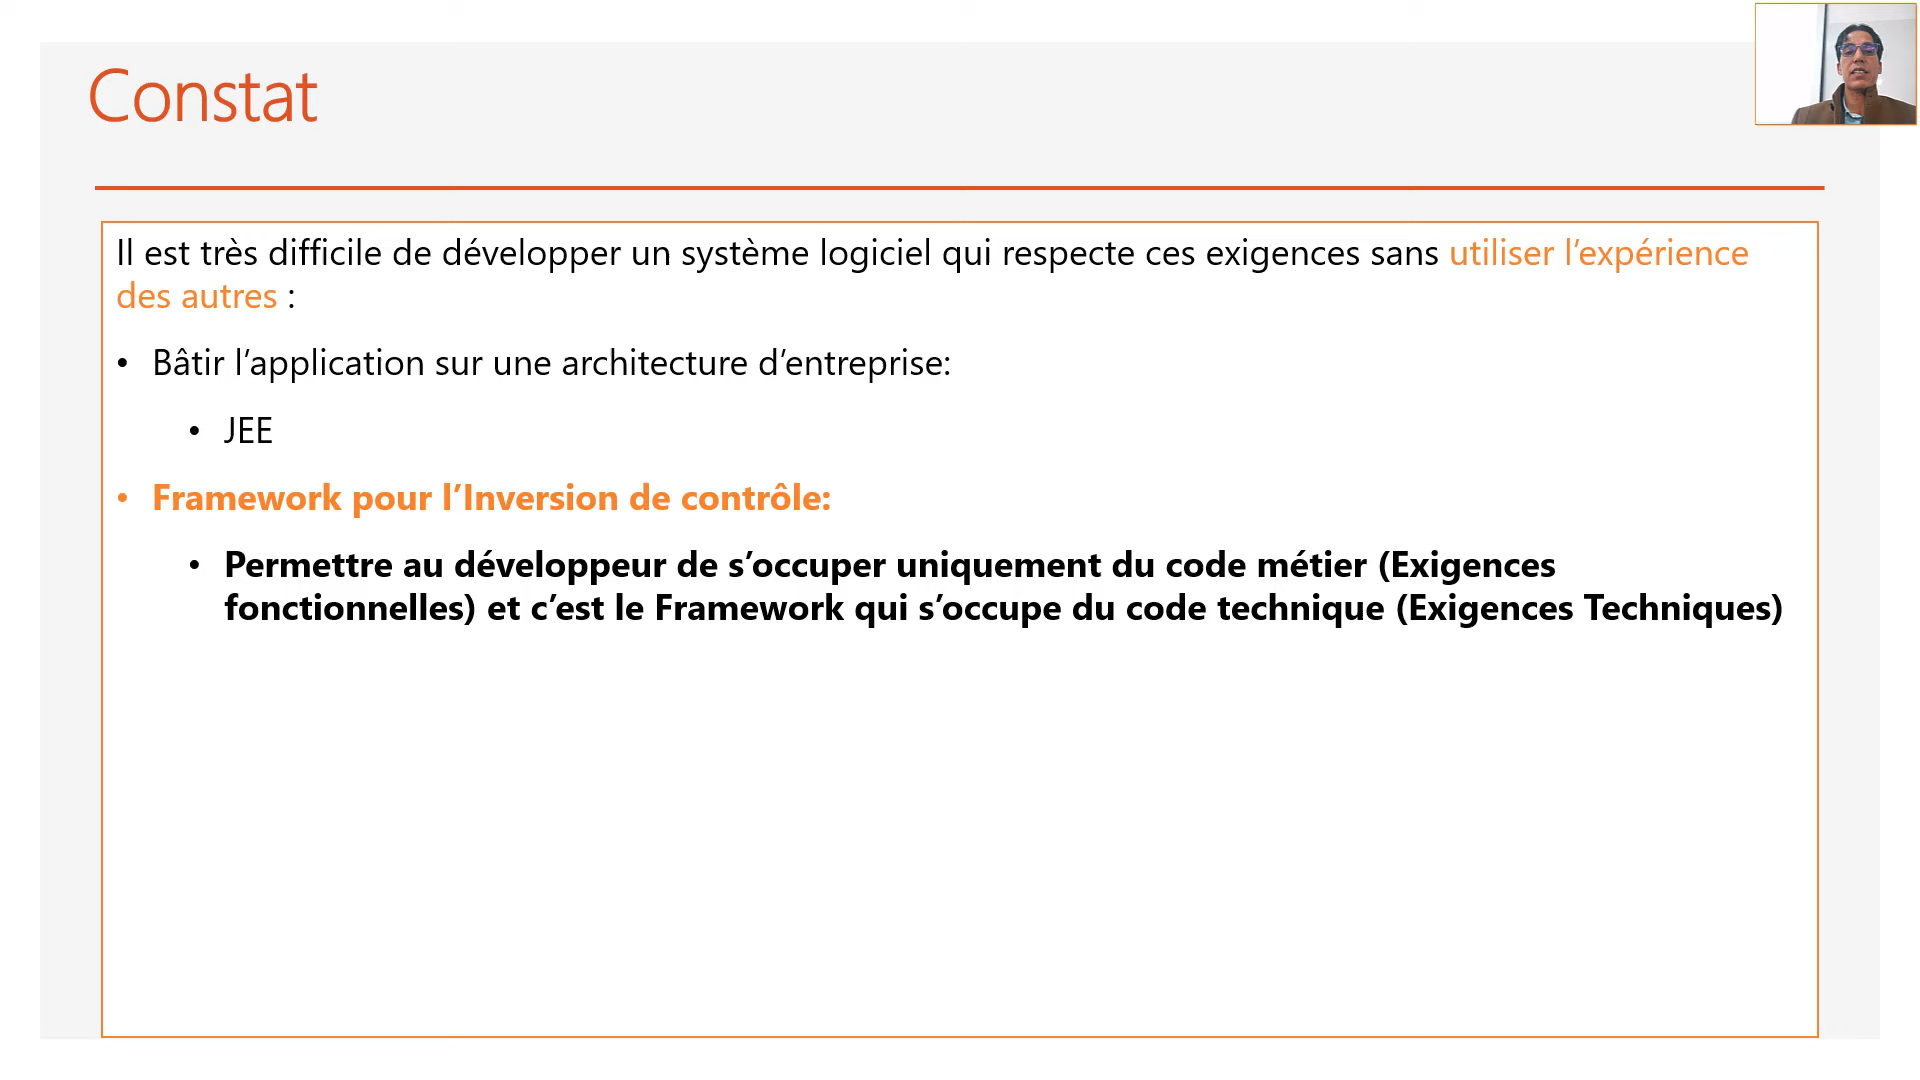 Constat
Il est très difficile de développer un système logiciel qui respecte ces exigences sans utiliser l’expérience
des autres :
• Bâtir l’application sur une architecture d’entreprise:
• JEE
• Framework pour l’Inversion de contrôle:
• Permettre au développeur de s’occuper uniquement du code métier (Exigences
fonctionnelles) et c’est le Framework qui s’occupe du code technique (Exigences Techniques)